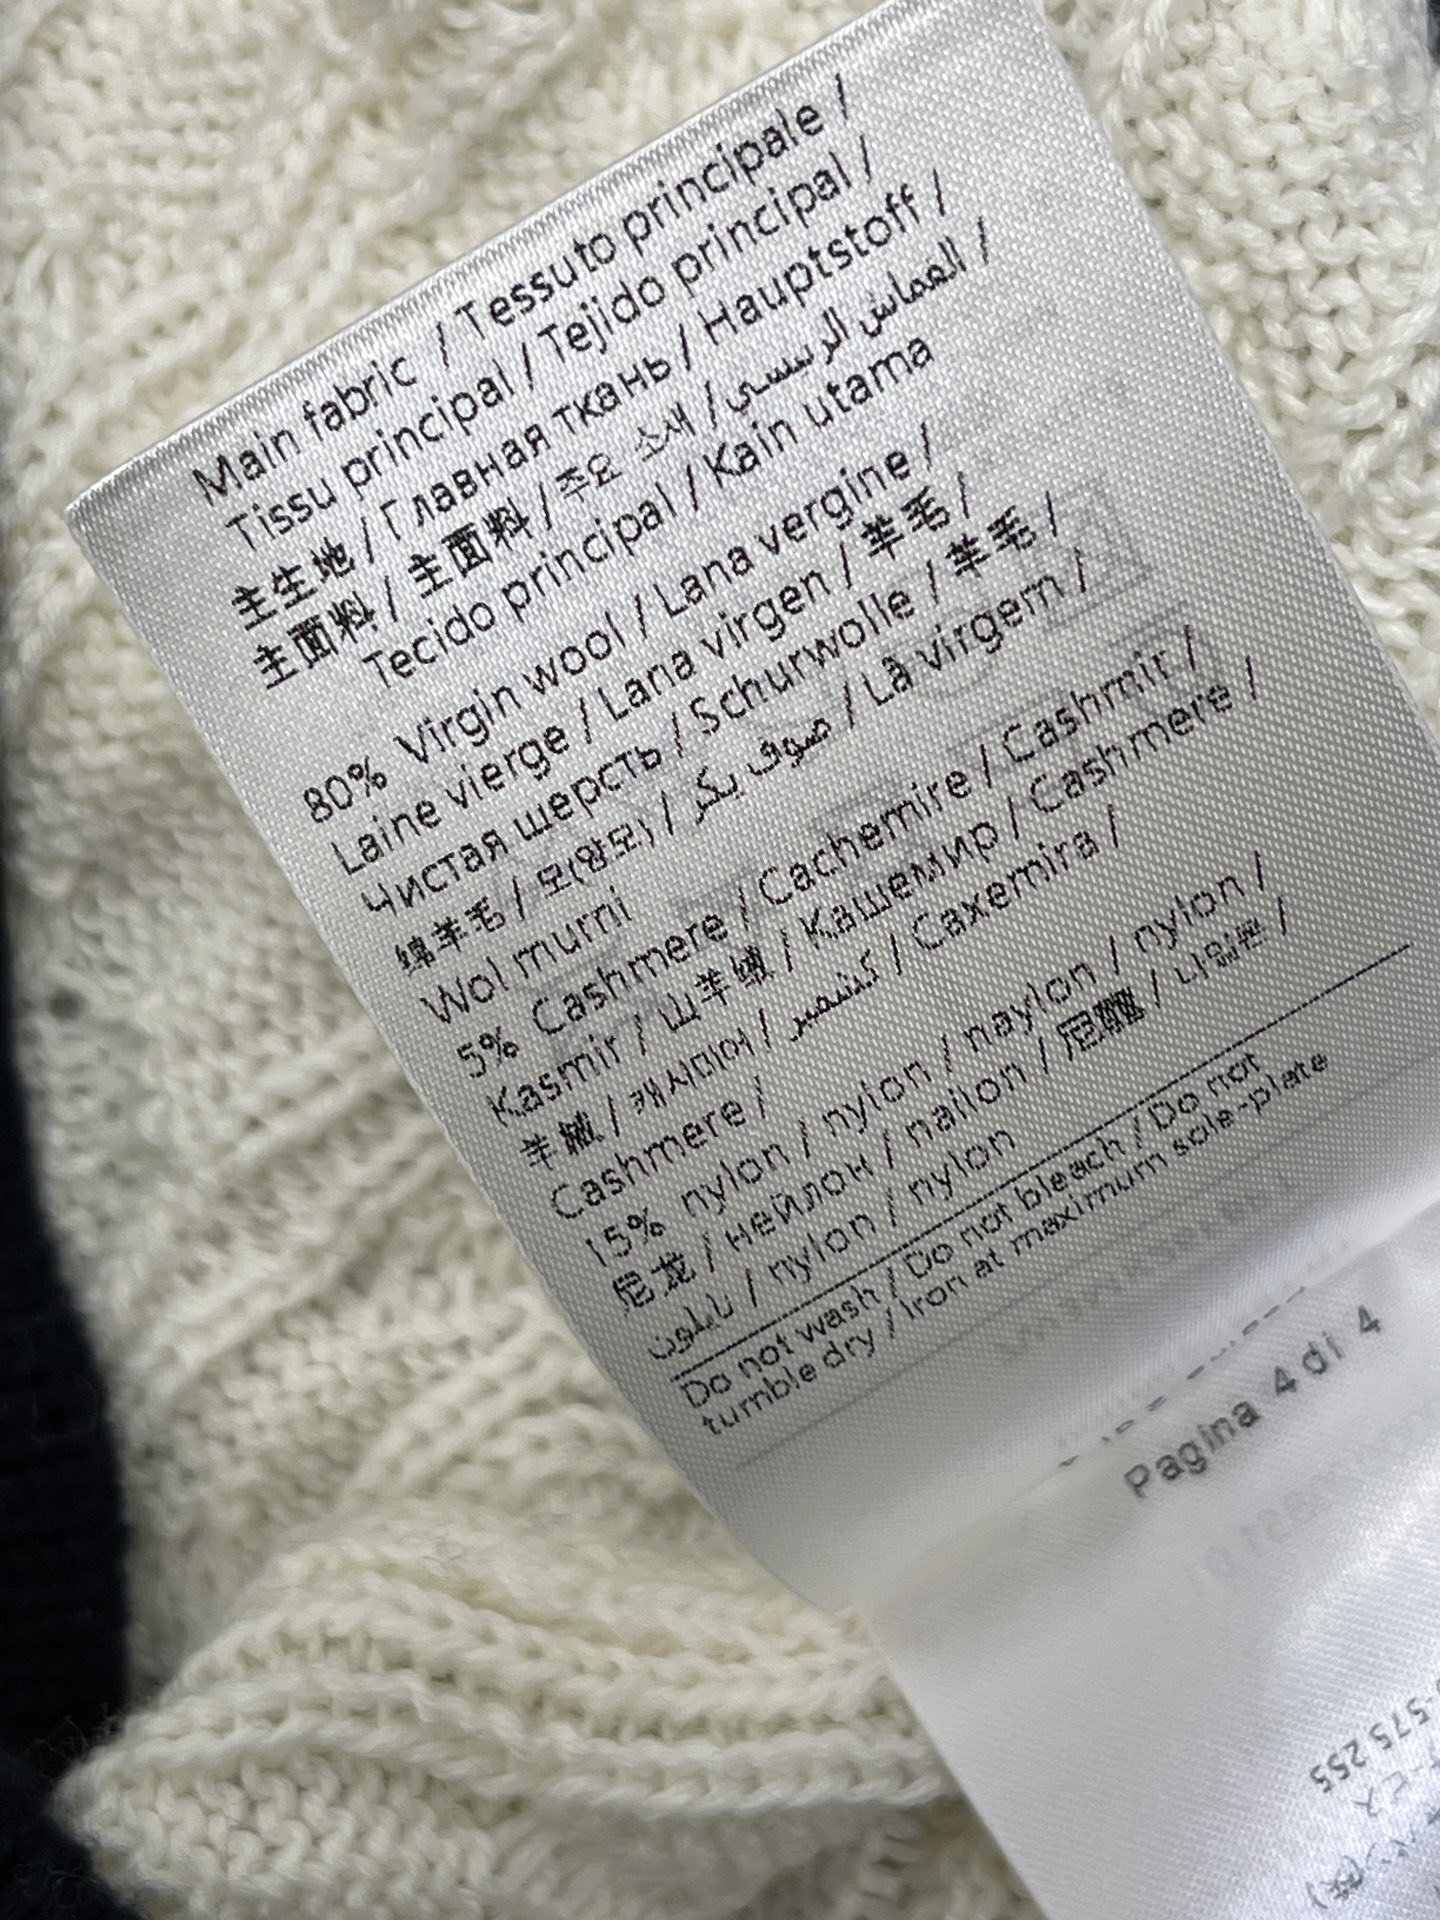 Main fabric / Tessuto principale /
Tissu principal / Tejido principal /
主生地 / Главная ткань / Hauptstoff /
主面料 / 主面料 / 주요 소새 / القماش الرئيسي /
Tecido principal / Kain utama
80% Virgin wool / Lana vergine /
Laine vierge / Lana virgen / 羊毛 /
Чистая шерсть / Schurwolle / 羊毛 /
绵羊毛 / 모(양모) / صوف بكر / Lã virgem /
Wol murni
5% Cashmere / Cachemire / Cashmir /
Kasmir / 山羊绒 / Кашемир / Cashmere /
羊絨 / 캐시미어 / كشمير / Caxemira /
Cashmere /
15% nylon / nylon / naylon / nylon /
尼龙 / нейлон / nailon / 尼龍 / 나일론 /
نايلون / nylon / nylon
Do not wash / Do not bleach / Do not
tumble dry / Iron at maximum sole-plate
Pagina 4 di 4
575 255